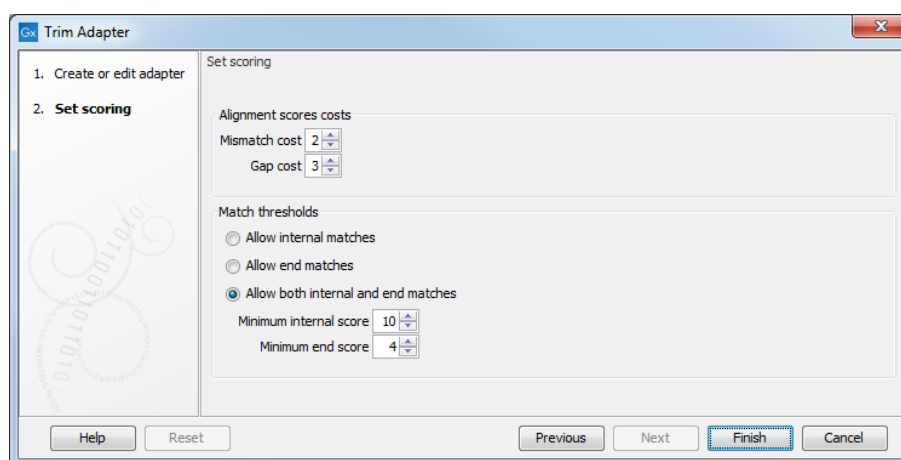 Gx Trim Adapter
1. Create or edit adapter
2. Set scoring
Set scoring
Alignment scores costs
Mismatch cost 2
Gap cost 3
Match thresholds
Allow internal matches
Allow end matches
Allow both internal and end matches
Minimum internal score 10
Minimum end score 4
Help Reset Previous Next Finish Cancel